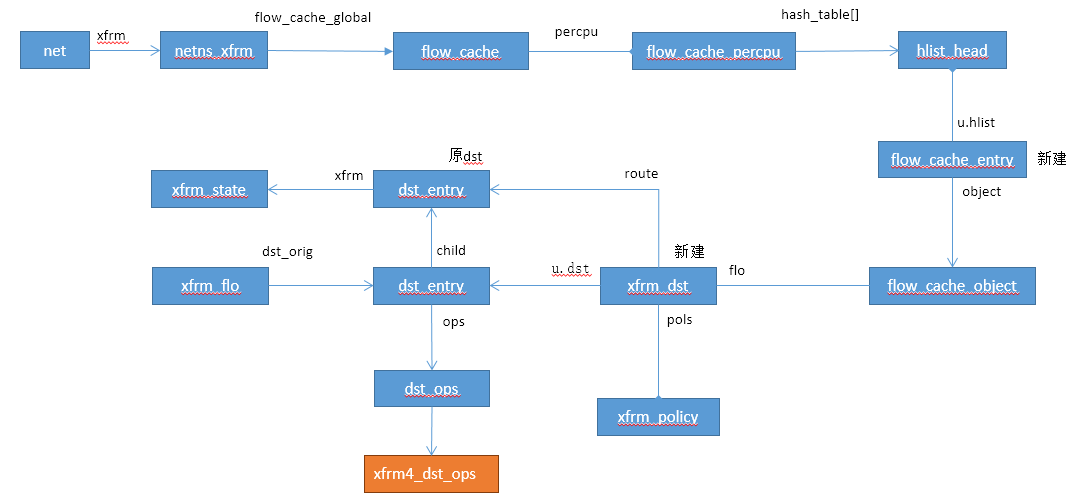 flow_cache_global
hash_table[]
xfrm
percpu
net
netns_xfrm
flow_cache
flow_cache_percpu
hlist_head
u.hlist
flow_cache_entry
新建
原dst
xfrm
route
object
xfrm_state
dst_entry
dst_orig
child
新建
u.dst
flo
xfrm_flo
dst_entry
xfrm_dst
flow_cache_object
ops
pols
dst_ops
xfrm_policy
xfrm4_dst_ops